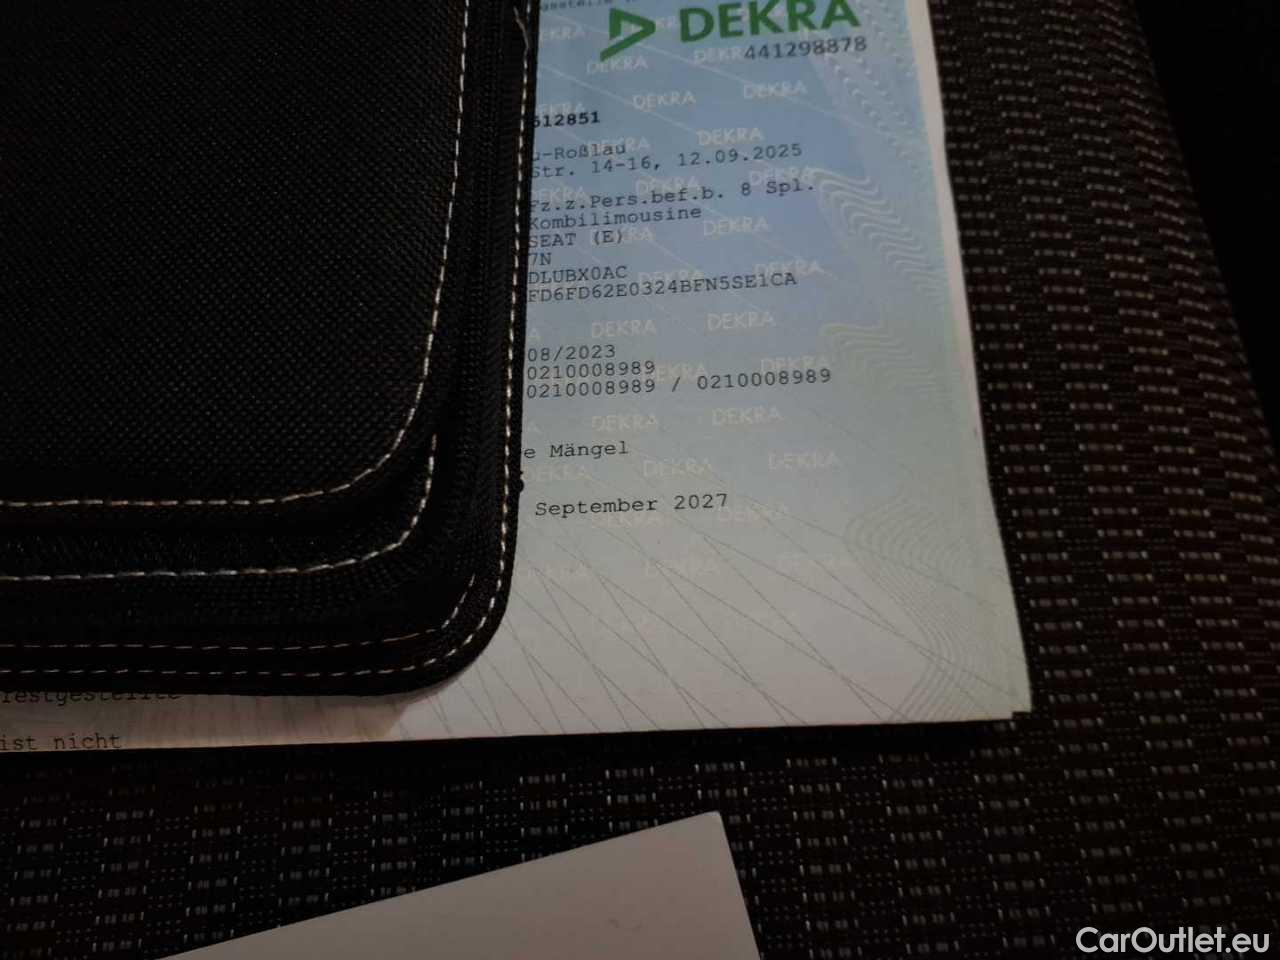 DEKRA
441298878
612851
u-Roßlau
Str. 14-16, 12.09.2025
Fz.z.Pers.bef.b. 8 Spl.
Kombilimousine
SEAT (E)
7N
DLUBX0AC
FD6FD62E0324BFN5SE1CA
08/2023
0210008989
0210008989 / 0210008989
e Mängel
September 2027
festgestellte
ist nicht
CarOutlet.eu